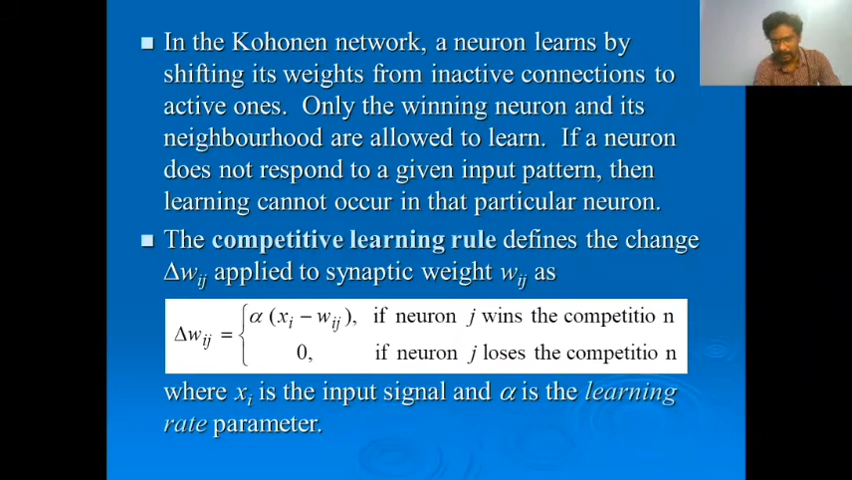 ■ In the Kohonen network, a neuron learns by
shifting its weights from inactive connections to
active ones. Only the winning neuron and its
neighbourhood are allowed to learn. If a neuron
does not respond to a given input pattern, then
learning cannot occur in that particular neuron.
■ The competitive learning rule defines the change
Δwij applied to synaptic weight wij as
Δwij = { α (xi − wij), if neuron j wins the competitio n
0, if neuron j loses the competitio n
where xi is the input signal and α is the learning
rate parameter.